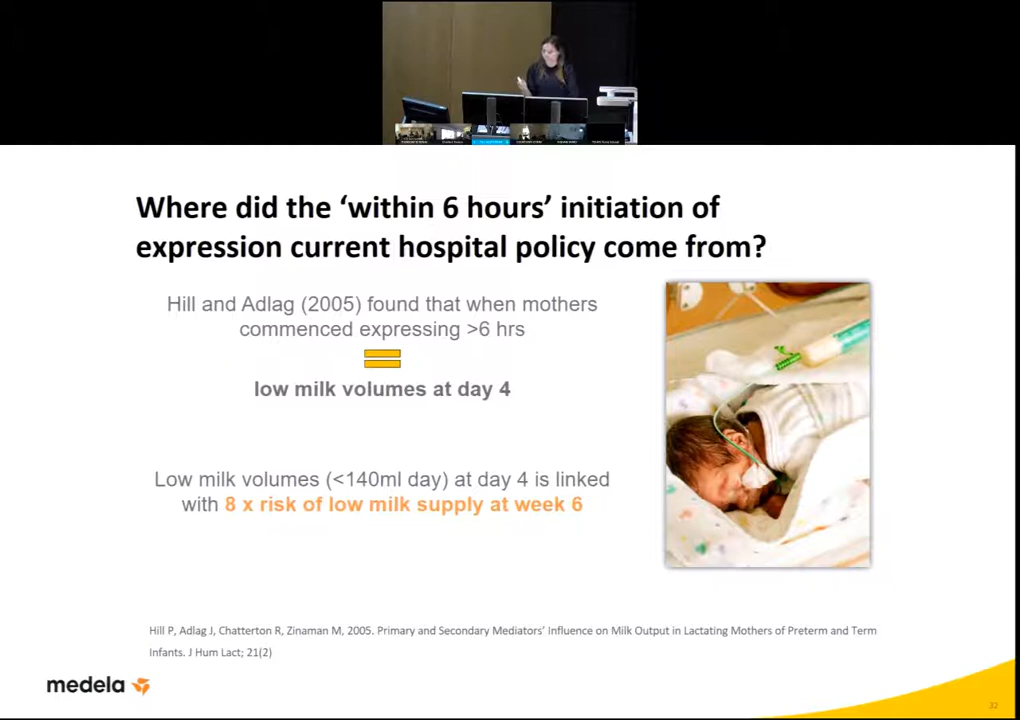 Where did the ‘within 6 hours’ initiation of
expression current hospital policy come from?
Hill and Adlag (2005) found that when mothers
commenced expressing >6 hrs
low milk volumes at day 4
Low milk volumes (<140ml day) at day 4 is linked
with 8 x risk of low milk supply at week 6
Hill P, Adlag J, Chatterton R, Zinaman M, 2005. Primary and Secondary Mediators’ Influence on Milk Output in Lactating Mothers of Preterm and Term
Infants. J Hum Lact; 21(2)
medela
32